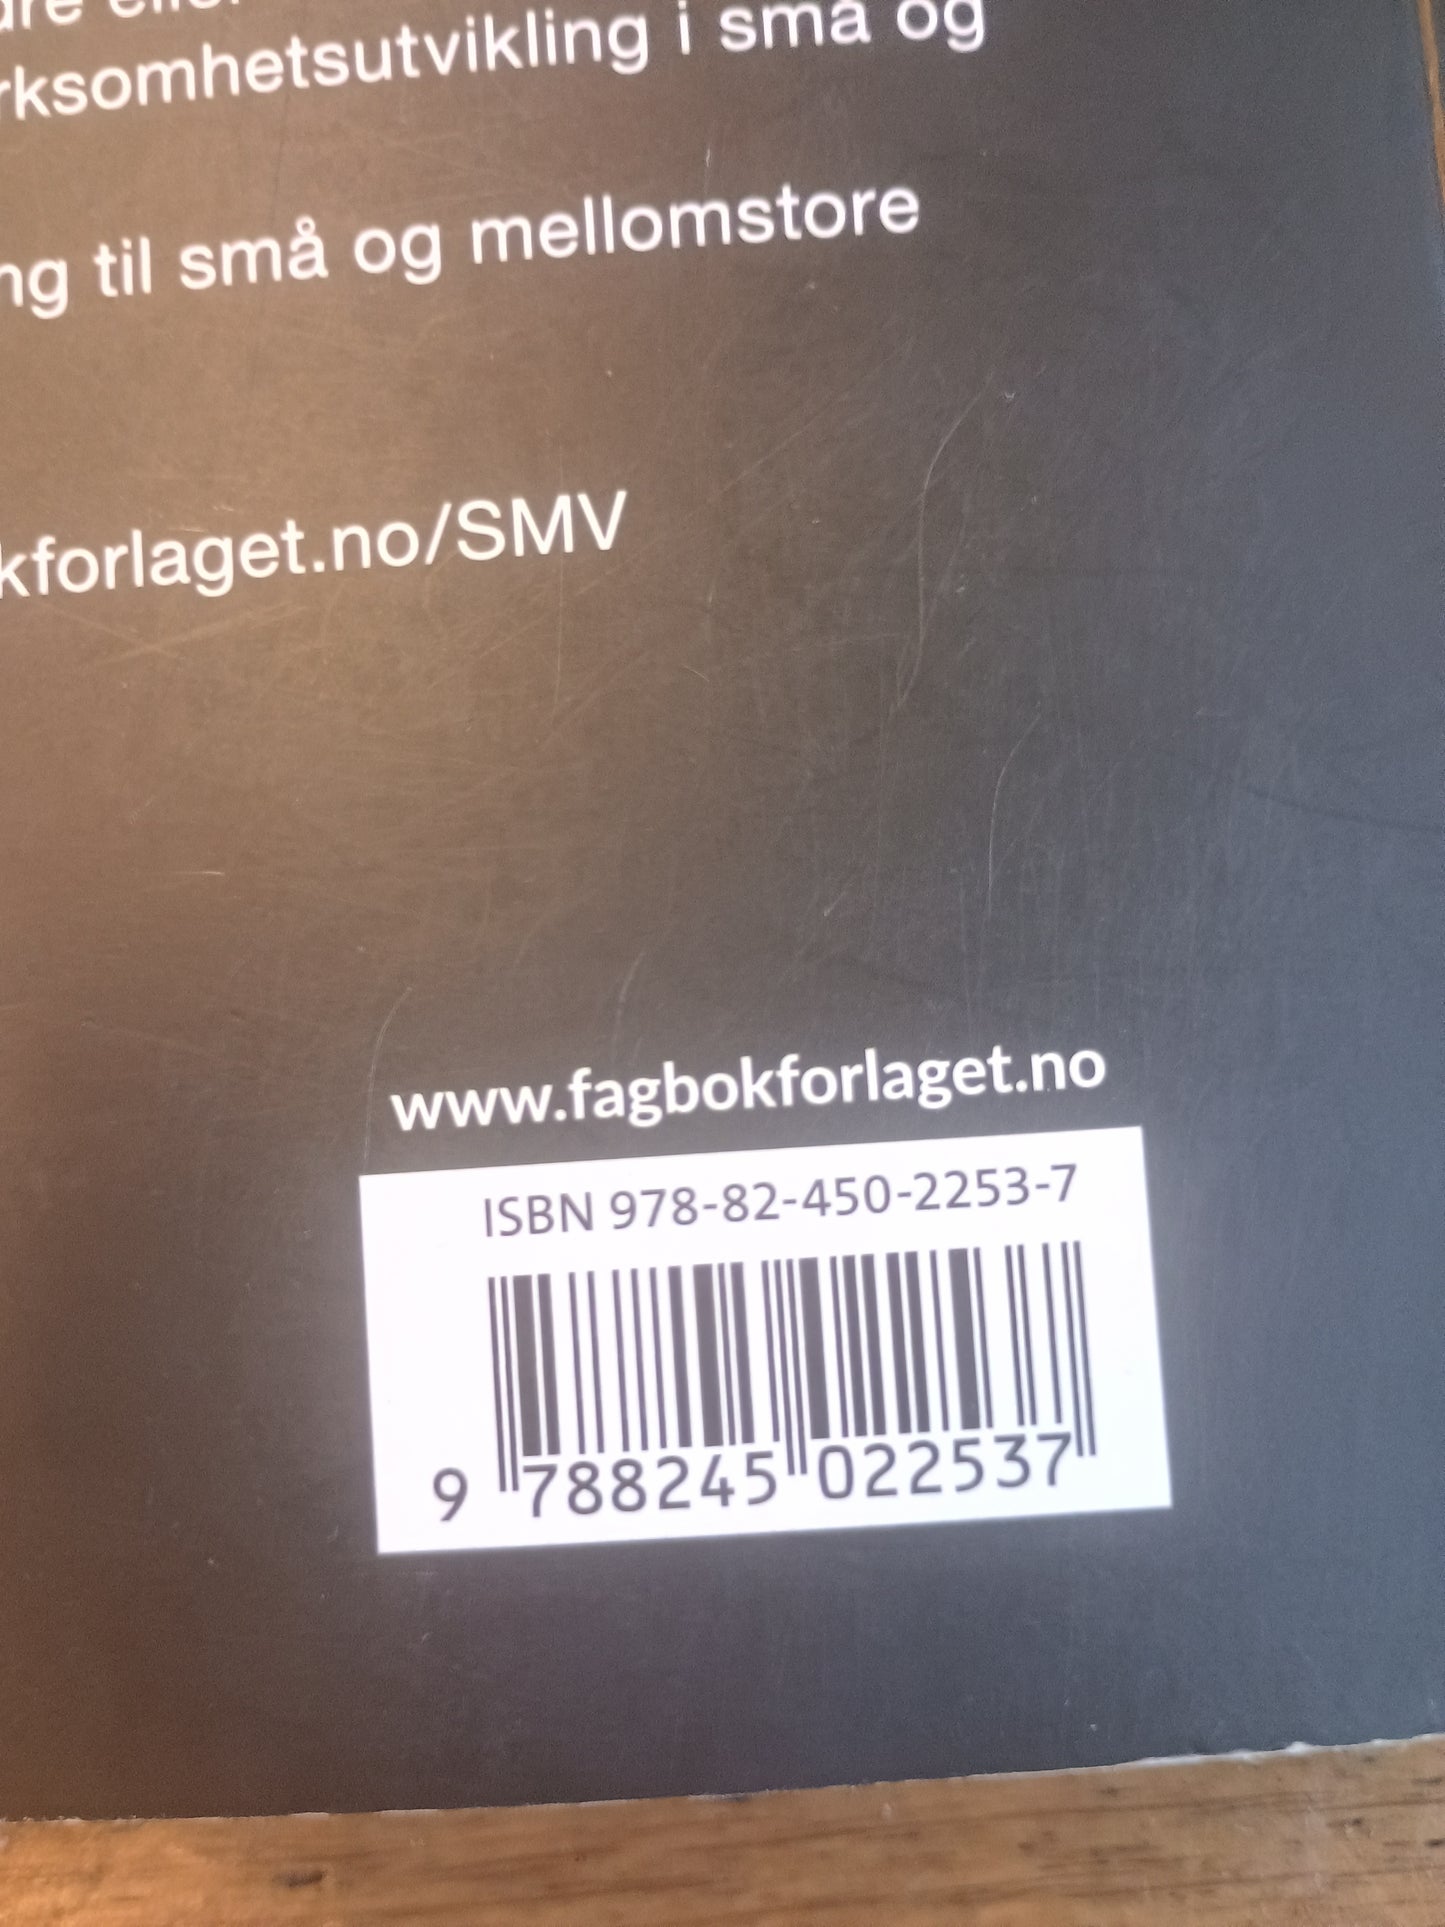 rksomhetsutvikling i små og
ng til små og mellomstore
kforlaget.no/SMV
www.fagbokforlaget.no
ISBN 978-82-450-2253-7
9 788245 022537